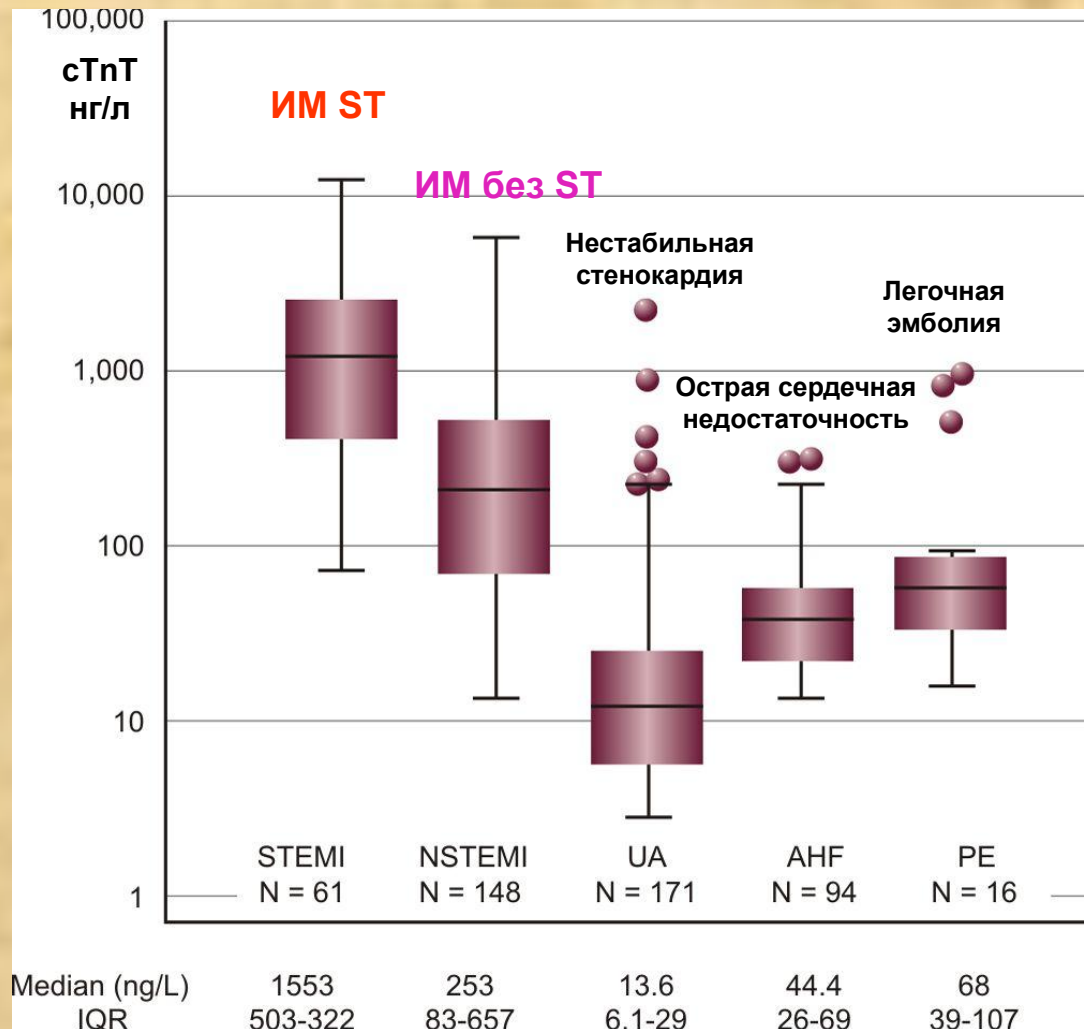 100,000
cTnT
нг/л
ИМ ST
10,000
ИМ без ST
Нестабильная
стенокардия
Легочная
эмболия
1,000
Острая сердечная
недостаточность
100
10
STEMI NSTEMI UA AHF PE
1 N = 61 N = 148 N = 171 N = 94 N = 16
Median (ng/L) 1553 253 13.6 44.4 68
IQR 503-322 83-657 6.1-29 26-69 39-107